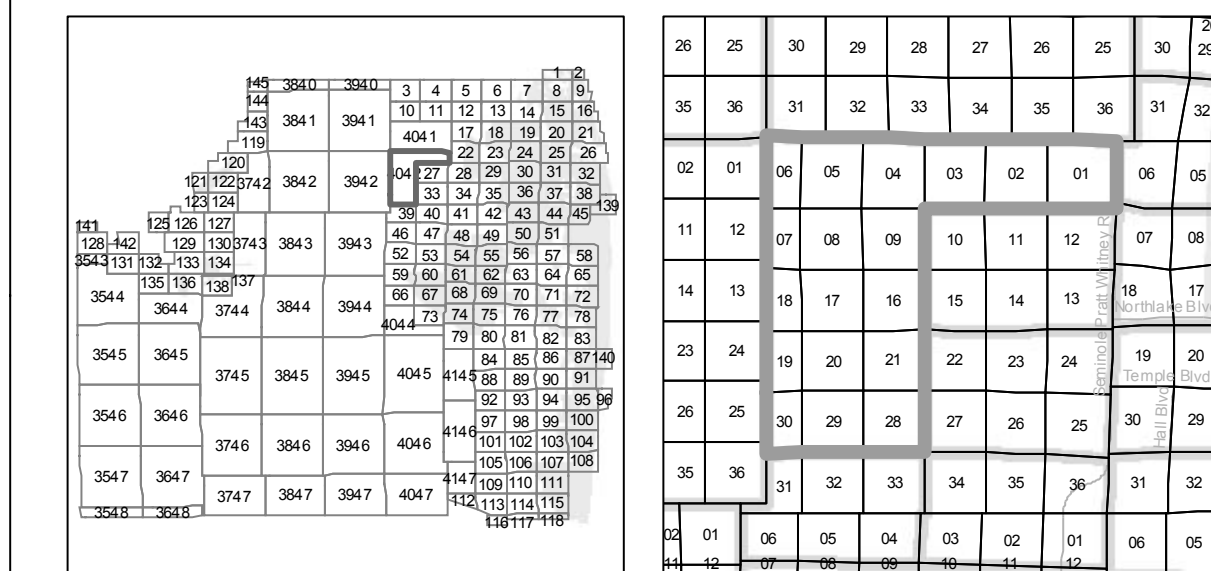 1 2
145 3840 3940 3 4 5 6 7 8 9
144 10 11 12 13 14 15 16
143 3841 3941 4041 17 18 19 20 21
119
120 22 23 24 25 26
121 122 3742 3842 3942 27 28 29 30 31 32
123 124 33 34 35 36 37 38
139
141 125 126 127 39 40 41 42 43 44 45
128 142 129 130 3743 3843 3943 46 47 48 49 50 51
3543 131 132 133 134 52 53 54 55 56 57 58
135 136 138 137 59 60 61 62 63 64 65
3544 3644 3744 3844 3944 66 67 68 69 70 71 72
4044 73 74 75 76 77 78
79 80 81 82 83
3545 3645 84 85 86 87 140
3745 3845 3945 4045 4145 88 89 90 91
92 93 94 95 96
3546 3646 97 98 99 100
3746 3846 3946 4046 4146 101 102 103 104
105 106 107 108
3547 3647 4147 109 110 111
3747 3847 3947 4047 112 113 114 115
3548 3648 116 117 118
26 25 30 29 28 27 26 25 30 29
35 36 31 32 33 34 35 36 31 32
02 01 06 05 04 03 02 01 06 05
11 12 07 08 09 10 11 12 07 08
14 13 18 17 16 15 14 13 18 17
Northlake Blv
Seminole Pratt Whitney R
23 24 19 20 21 22 23 24 19 20
Temple Blvd
26 25 30 29 28 27 26 25 30 29
Hall Blvd
35 36 31 32 33 34 35 36 31 32
02 01 06 05 04 03 02 01 06 05
11 12 07 08 09 10 11 12